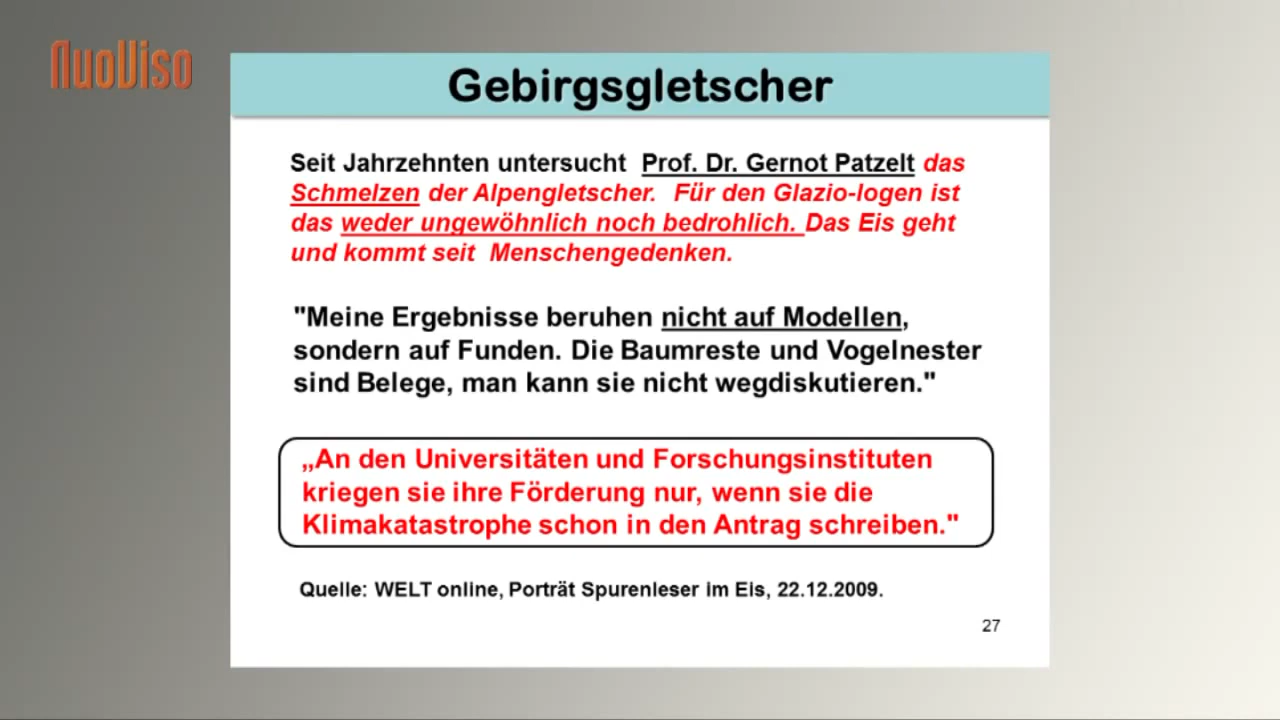 NuoViso
Gebirgsgletscher
Seit Jahrzehnten untersucht Prof. Dr. Gernot Patzelt das
Schmelzen der Alpengletscher. Für den Glazio-logen ist
das weder ungewöhnlich noch bedrohlich. Das Eis geht
und kommt seit Menschengedenken.
"Meine Ergebnisse beruhen nicht auf Modellen,
sondern auf Funden. Die Baumreste und Vogelnester
sind Belege, man kann sie nicht wegdiskutieren."
„An den Universitäten und Forschungsinstituten
kriegen sie ihre Förderung nur, wenn sie die
Klimakatastrophe schon in den Antrag schreiben."
Quelle: WELT online, Porträt Spurenleser im Eis, 22.12.2009.
27